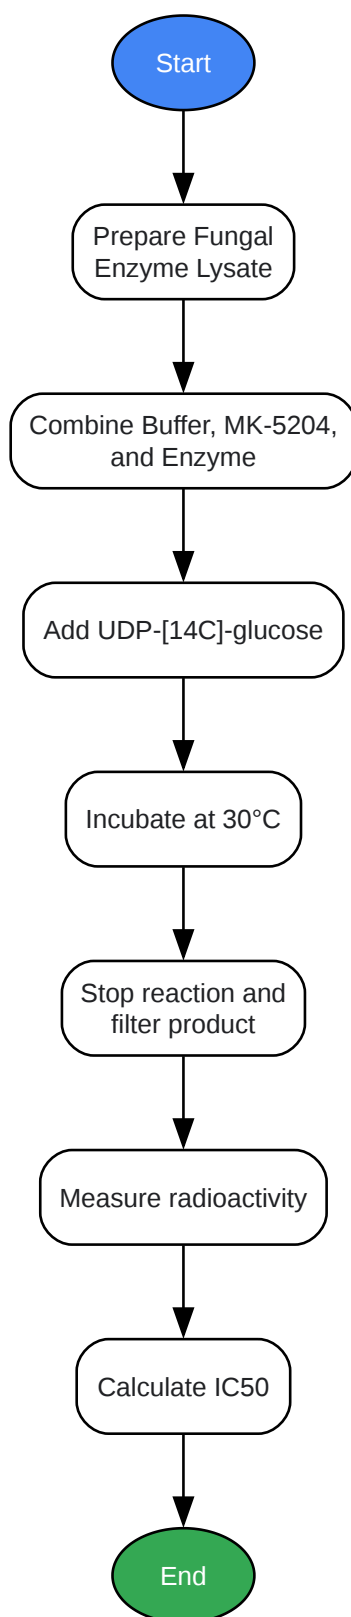 Start
Prepare Fungal
Enzyme Lysate
Combine Buffer, MK-5204,
and Enzyme
Add UDP-[14C]-glucose
Incubate at 30°C
Stop reaction and
filter product
Measure radioactivity
Calculate IC50
End